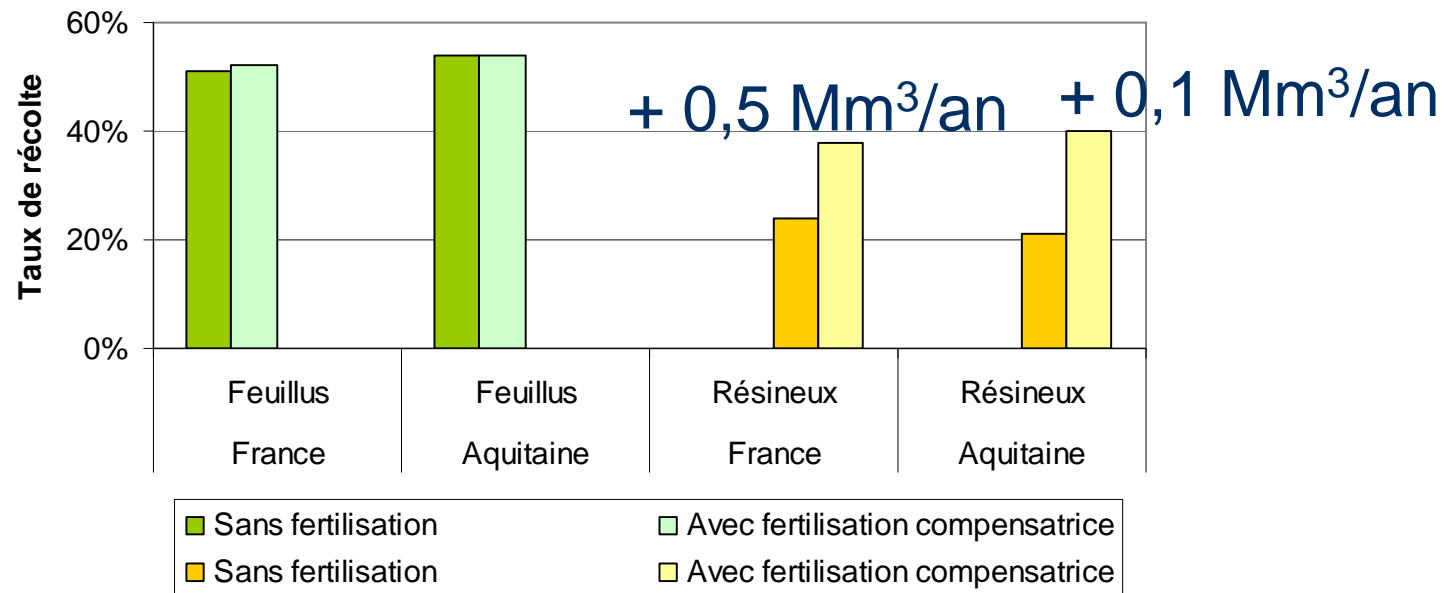 60%
40%
20%
0%
Taux de récolte
+ 0,5 Mm³/an
+ 0,1 Mm³/an
Feuillus Feuillus Résineux Résineux
France Aquitaine France Aquitaine
Sans fertilisation Avec fertilisation compensatrice
Sans fertilisation Avec fertilisation compensatrice